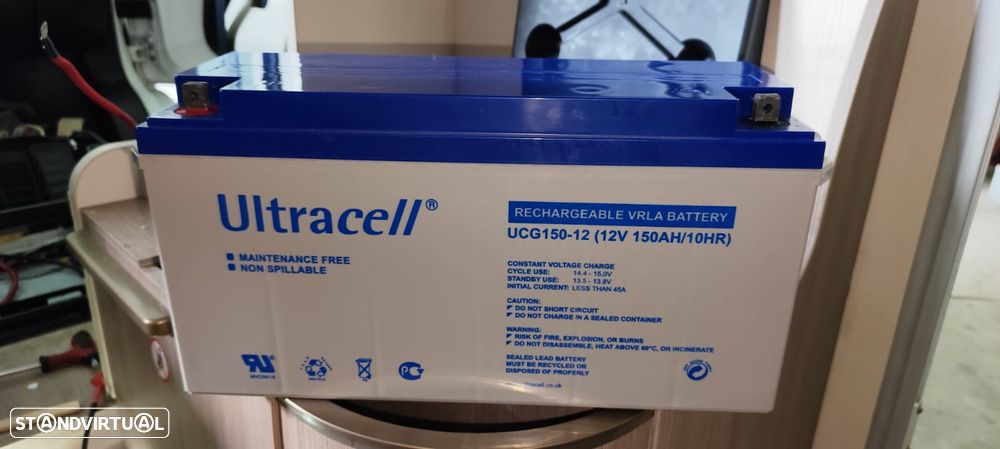 Ultracell®
MAINTENANCE FREE
NON SPILLABLE
RECHARGEABLE VRLA BATTERY
UCG150-12 (12V 150AH/10HR)
CONSTANT VOLTAGE CHARGE
CYCLE USE: 14.4 - 15.0V
STANDBY USE: 13.5 - 13.8V
INITIAL CURRENT: LESS THAN 45A
CAUTION:
DO NOT SHORT CIRCUIT
DO NOT CHARGE IN A SEALED CONTAINER
WARNING:
RISK OF FIRE, EXPLOSION, OR BURNS
DO NOT DISASSEMBLE, HEAT ABOVE 60°C, OR INCINERATE
SEALED LEAD BATTERY
MUST BE RECYCLED OR
DISPOSED OF PROPERLY
STANDVIRTUAL